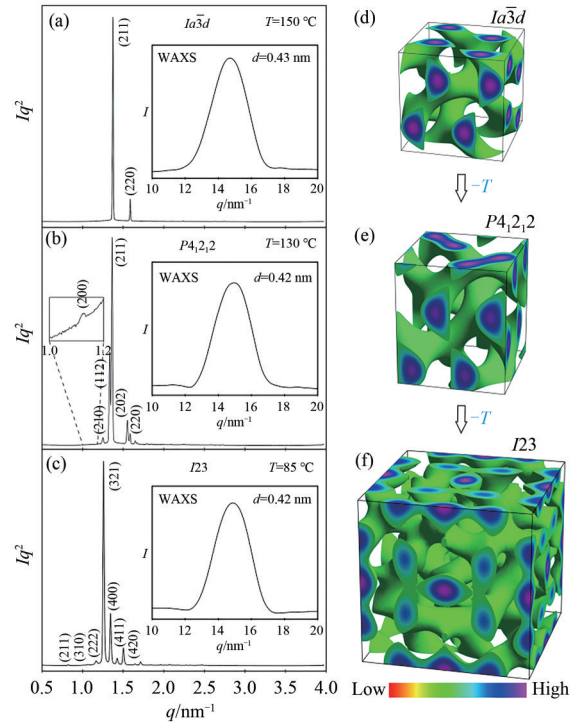 (a)
Ia3̅d
T=150 ℃
(211)
WAXS
d=0.43 nm
I
10 12 14 16 18 20
q/nm⁻¹
(220)
Iq²
(b)
P4₁2₁2
T=130 ℃
(211)
WAXS
d=0.42 nm
(200)
1.0 1.2
(112)
(210)
(202)
(220)
I
10 12 14 16 18 20
q/nm⁻¹
Iq²
(c)
I23
T=85 ℃
(321)
WAXS
d=0.42 nm
I
10 12 14 16 18 20
q/nm⁻¹
(400)
(211)
(310)
(222)
(411)
(420)
Iq²
0.5 1.0 1.5 2.0 2.5 3.0 3.5 4.0
q/nm⁻¹
(d)
Ia3̅d
−T
(e)
P4₁2₁2
−T
(f)
I23
Low High